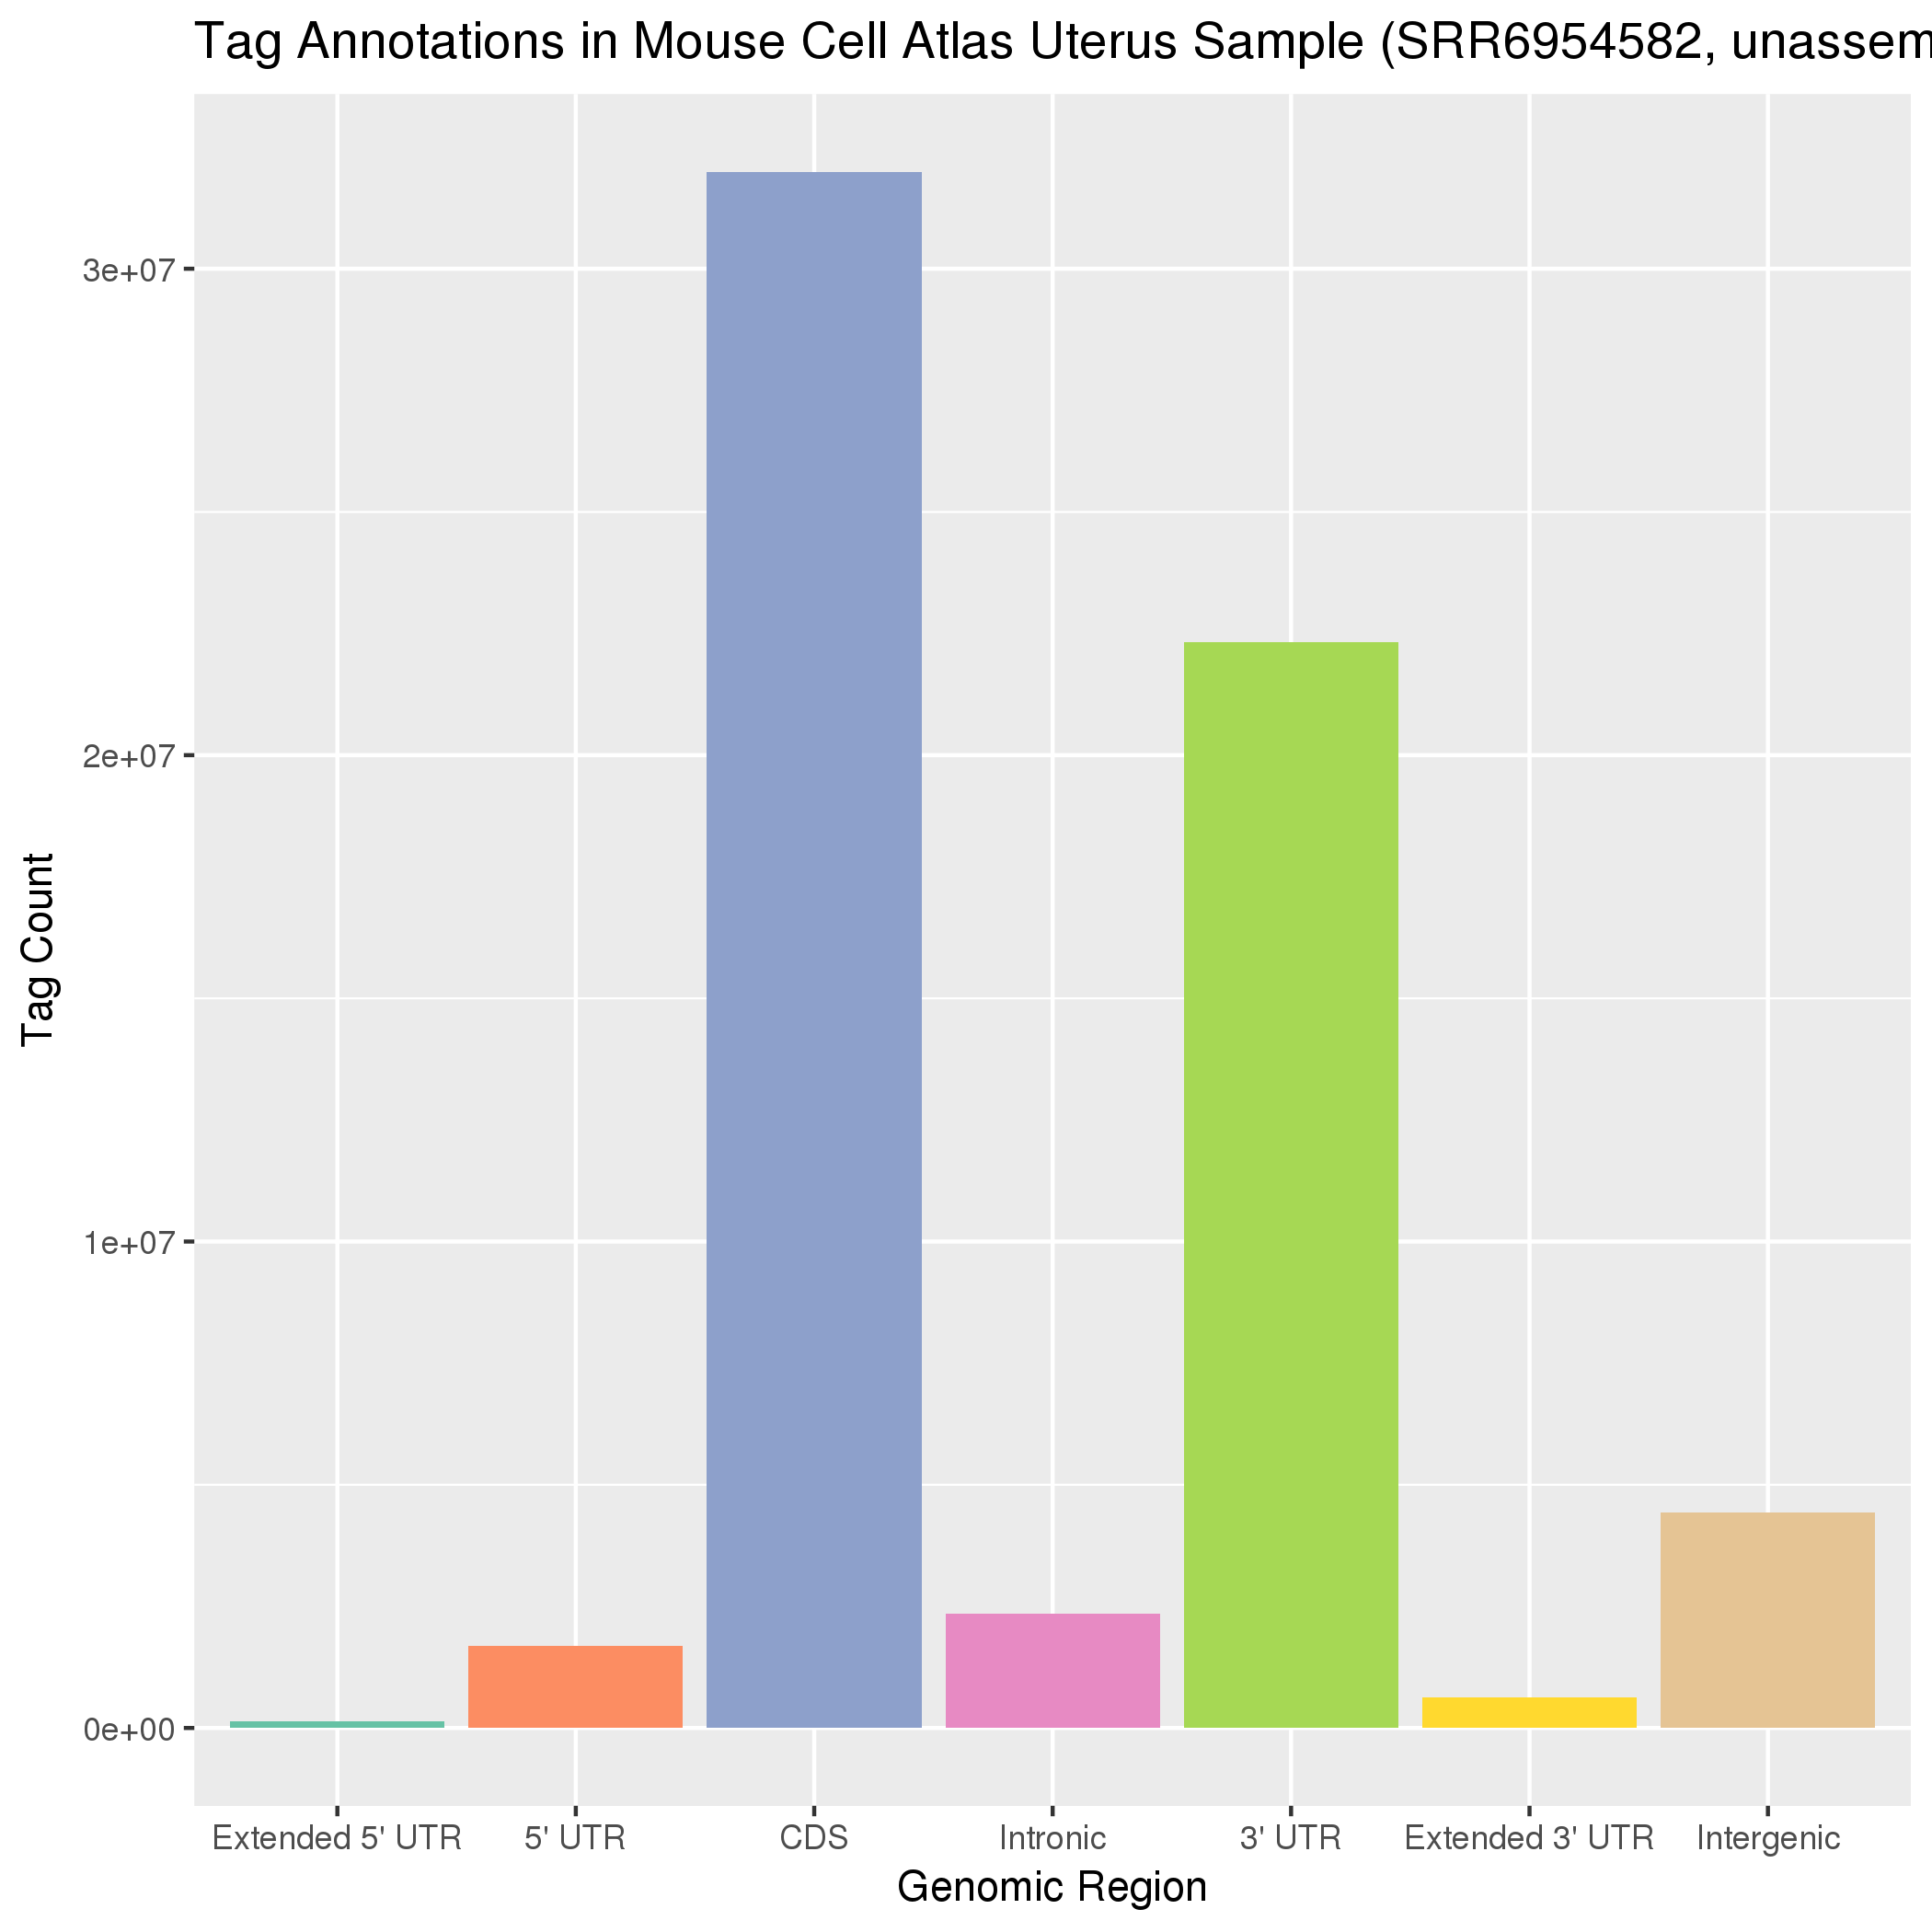 Tag Annotations in Mouse Cell Atlas Uterus Sample (SRR6954582, unassem
3e+07
2e+07
1e+07
0e+00
Tag Count
Extended 5' UTR 5' UTR CDS Intronic 3' UTR Extended 3' UTR Intergenic
Genomic Region